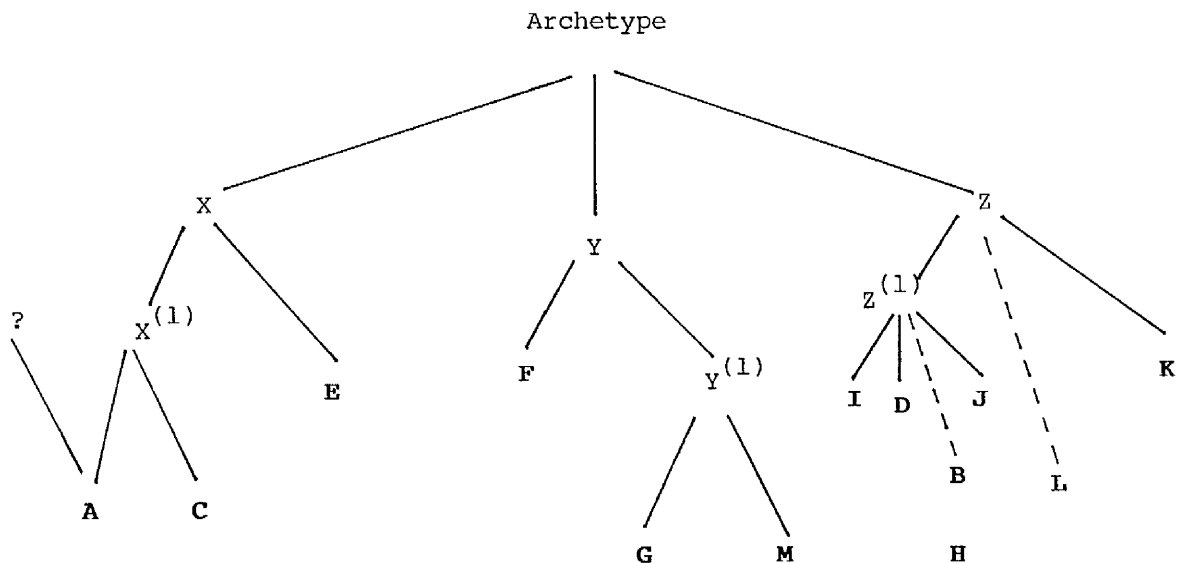 Archetype
X Z
Y
? X(1) Z(1)
E F Y(1) I D J K
A C B L
G M H